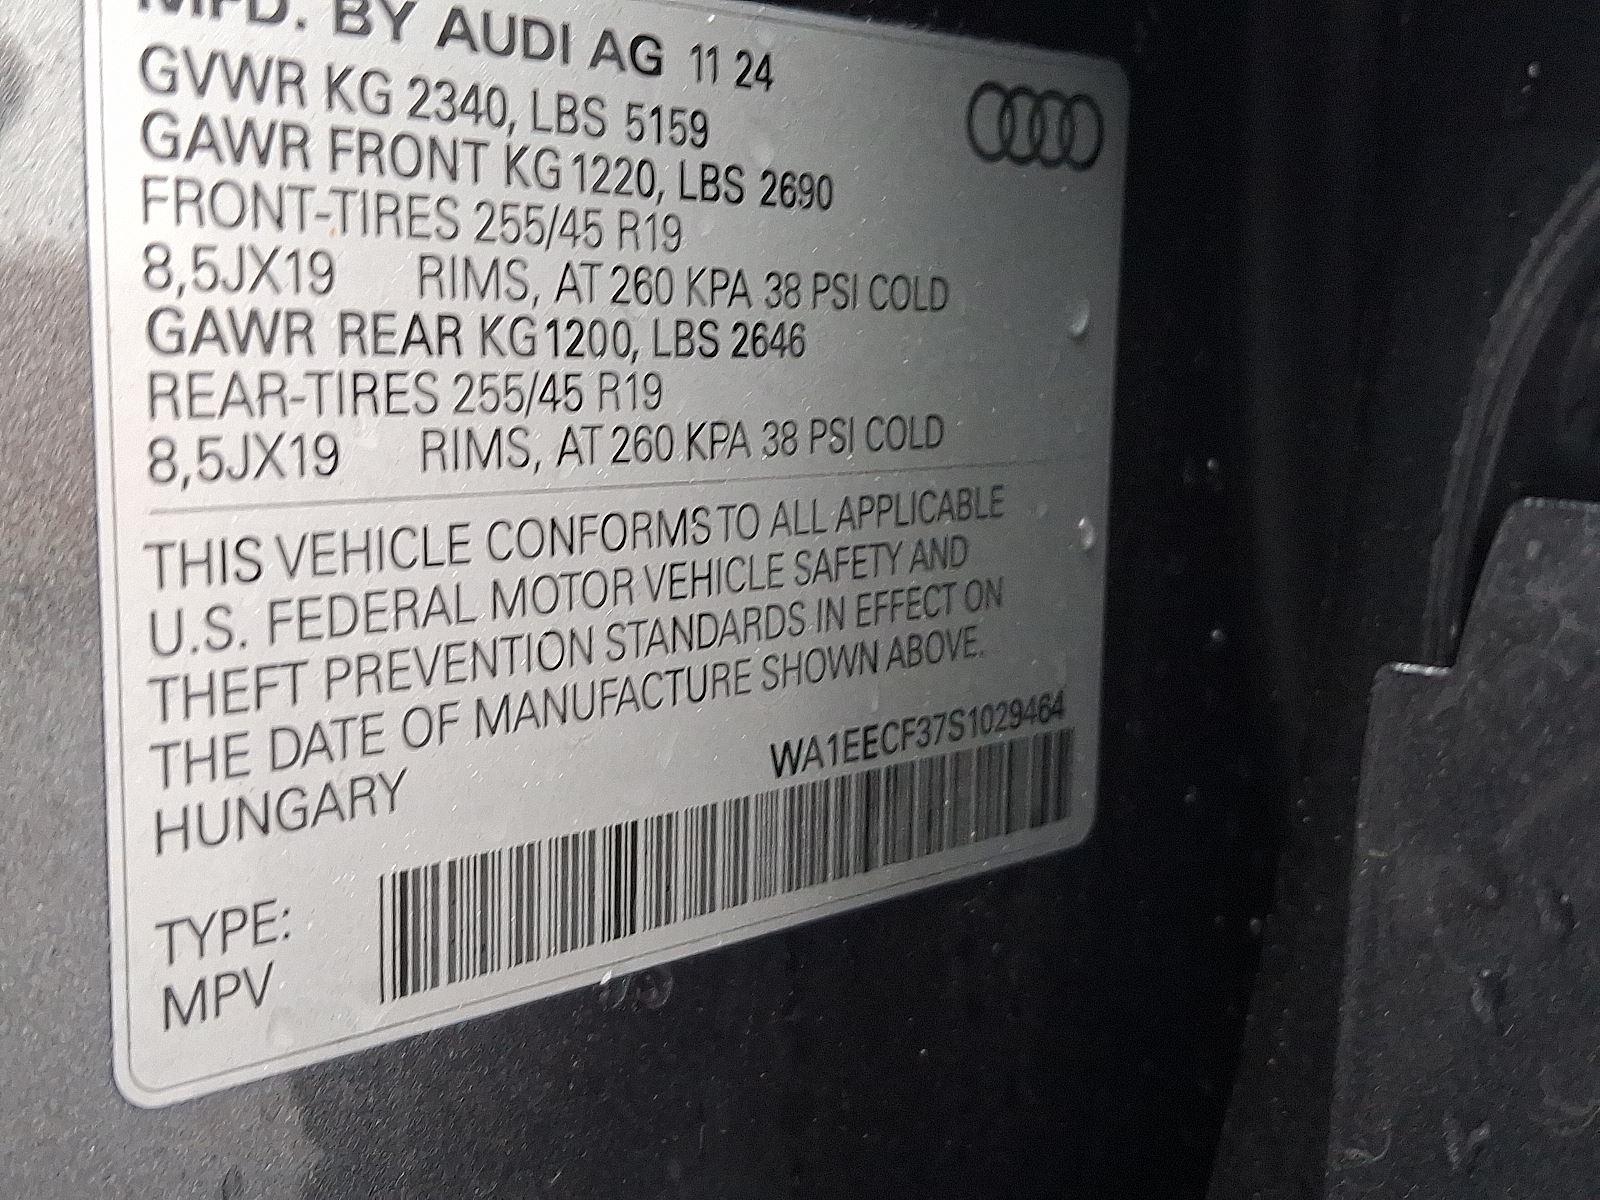 MFD. BY AUDI AG 11 24
GVWR KG 2340, LBS 5159
GAWR FRONT KG 1220, LBS 2690
FRONT-TIRES 255/45 R19
8,5JX19 RIMS, AT 260 KPA 38 PSI COLD
GAWR REAR KG 1200, LBS 2646
REAR-TIRES 255/45 R19
8,5JX19 RIMS, AT 260 KPA 38 PSI COLD
THIS VEHICLE CONFORMS TO ALL APPLICABLE
U.S. FEDERAL MOTOR VEHICLE SAFETY AND
THEFT PREVENTION STANDARDS IN EFFECT ON
THE DATE OF MANUFACTURE SHOWN ABOVE.
HUNGARY WA1EECF37S1029464
TYPE:
MPV